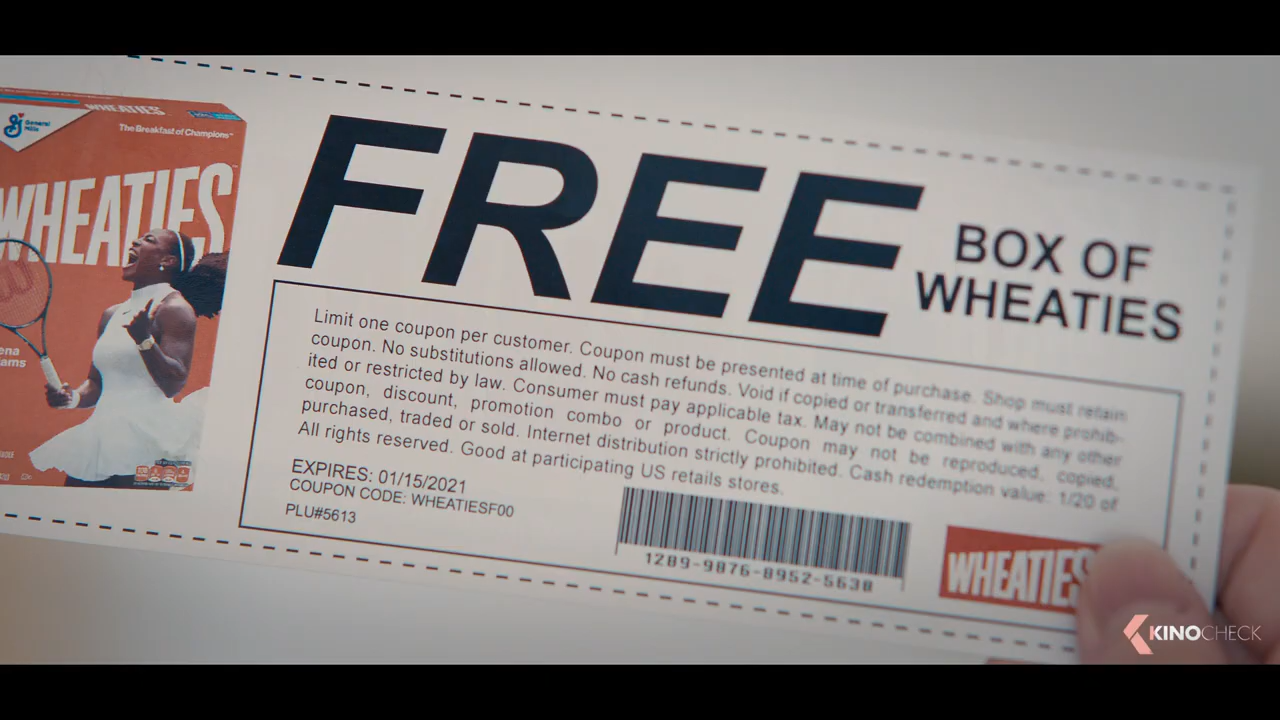 WHEATIES
General
Mills
The Breakfast of Champions
WHEATIES
FREE
BOX OF
WHEATIES
Limit one coupon per customer. Coupon must be presented at time of purchase. Shop must retain
coupon. No substitutions allowed. No cash refunds. Void if copied or transferred and where prohib-
ited or restricted by law. Consumer must pay applicable tax. May not be combined with any other
coupon, discount, promotion combo or product. Coupon may not be reproduced, copied,
purchased, traded or sold. Internet distribution strictly prohibited. Cash redemption value: 1/20 of
All rights reserved. Good at participating US retails stores.
EXPIRES: 01/15/2021
COUPON CODE: WHEATIESF00
PLU#5613
1289-9876-8952-5638
WHEATIES
KINOCHECK